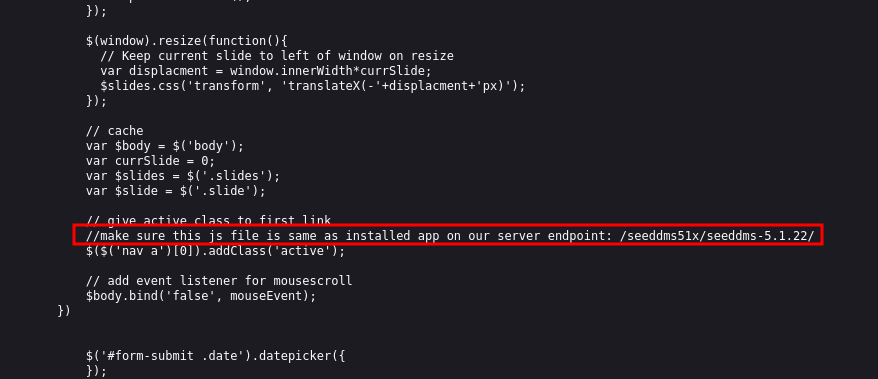 });
$(window).resize(function(){
// Keep current slide to left of window on resize
var displacment = window.innerWidth*currSlide;
$slides.css('transform', 'translateX(-'+displacment+'px)');
});
// cache
var $body = $('body');
var currSlide = 0;
var $slides = $('.slides');
var $slide = $('.slide');
// give active class to first link
//make sure this js file is same as installed app on our server endpoint: /seeddms51x/seeddms-5.1.22/
$($('nav a')[0]).addClass('active');
// add event listener for mousescroll
$body.bind('false', mouseEvent);
})
$('#form-submit .date').datepicker({
});